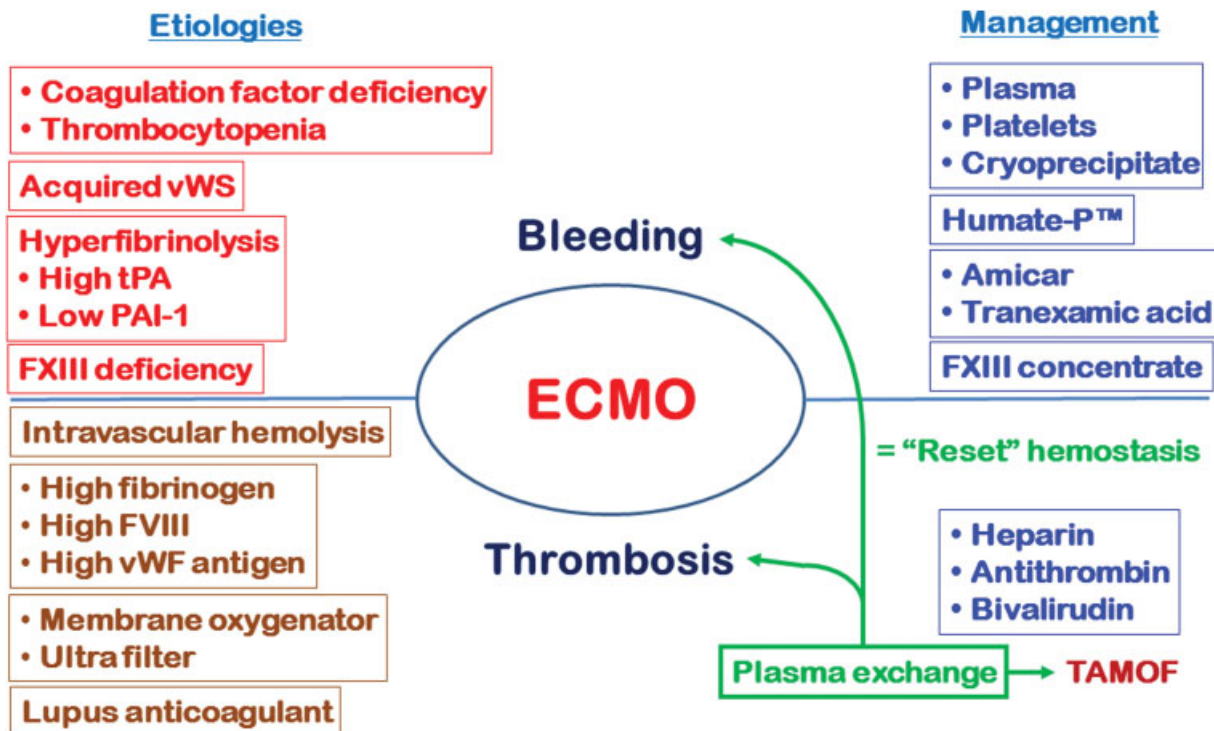 Etiologies
• Coagulation factor deficiency
• Thrombocytopenia
Acquired vWS
Hyperfibrinolysis
• High tPA
• Low PAI-1
FXIII deficiency
Intravascular hemolysis
• High fibrinogen
• High FVIII
• High vWF antigen
• Membrane oxygenator
• Ultra filter
Lupus anticoagulant
Bleeding
ECMO
Thrombosis
Management
• Plasma
• Platelets
• Cryoprecipitate
Humate-P™
• Amicar
• Tranexamic acid
FXIII concentrate
= “Reset” hemostasis
• Heparin
• Antithrombin
• Bivalirudin
Plasma exchange
TAMOF